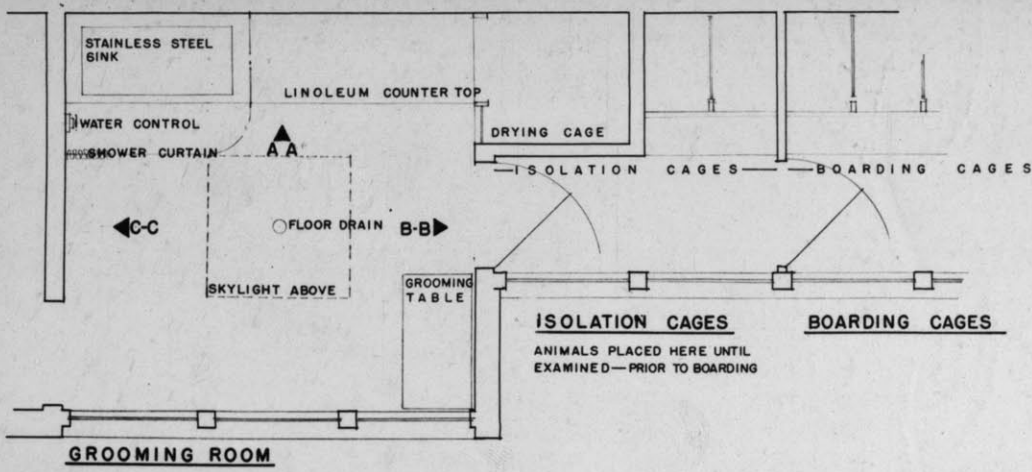 STAINLESS STEEL
SINK
LINOLEUM COUNTER TOP
WATER CONTROL
DRYING CAGE
SHOWER CURTAIN
A A
ISOLATION CAGES
BOARDING CAGES
C-C
FLOOR DRAIN
B-B
SKYLIGHT ABOVE
GROOMING
TABLE
ISOLATION CAGES
BOARDING CAGES
ANIMALS PLACED HERE UNTIL
EXAMINED—PRIOR TO BOARDING
GROOMING ROOM